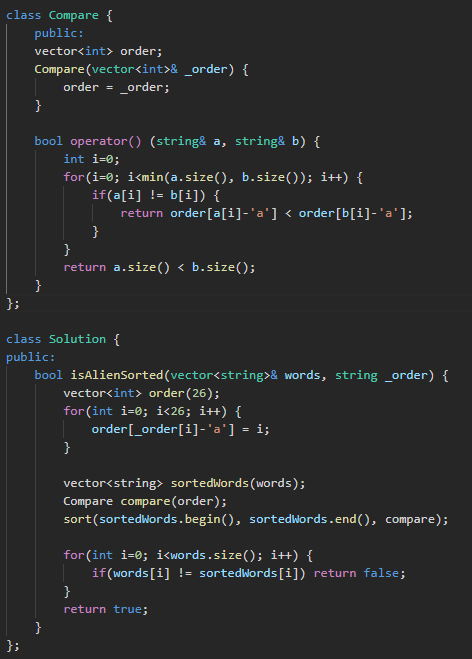 class Compare {
    public:
    vector<int> order;
    Compare(vector<int>& _order) {
        order = _order;
    }

    bool operator() (string& a, string& b) {
        int i=0;
        for(i=0; i<min(a.size(), b.size()); i++) {
            if(a[i] != b[i]) {
                return order[a[i]-'a'] < order[b[i]-'a'];
            }
        }
        return a.size() < b.size();
    }
};

class Solution {
public:
    bool isAlienSorted(vector<string>& words, string _order) {
        vector<int> order(26);
        for(int i=0; i<26; i++) {
            order[_order[i]-'a'] = i;
        }

        vector<string> sortedWords(words);
        Compare compare(order);
        sort(sortedWords.begin(), sortedWords.end(), compare);

        for(int i=0; i<words.size(); i++) {
            if(words[i] != sortedWords[i]) return false;
        }
        return true;
    }
};